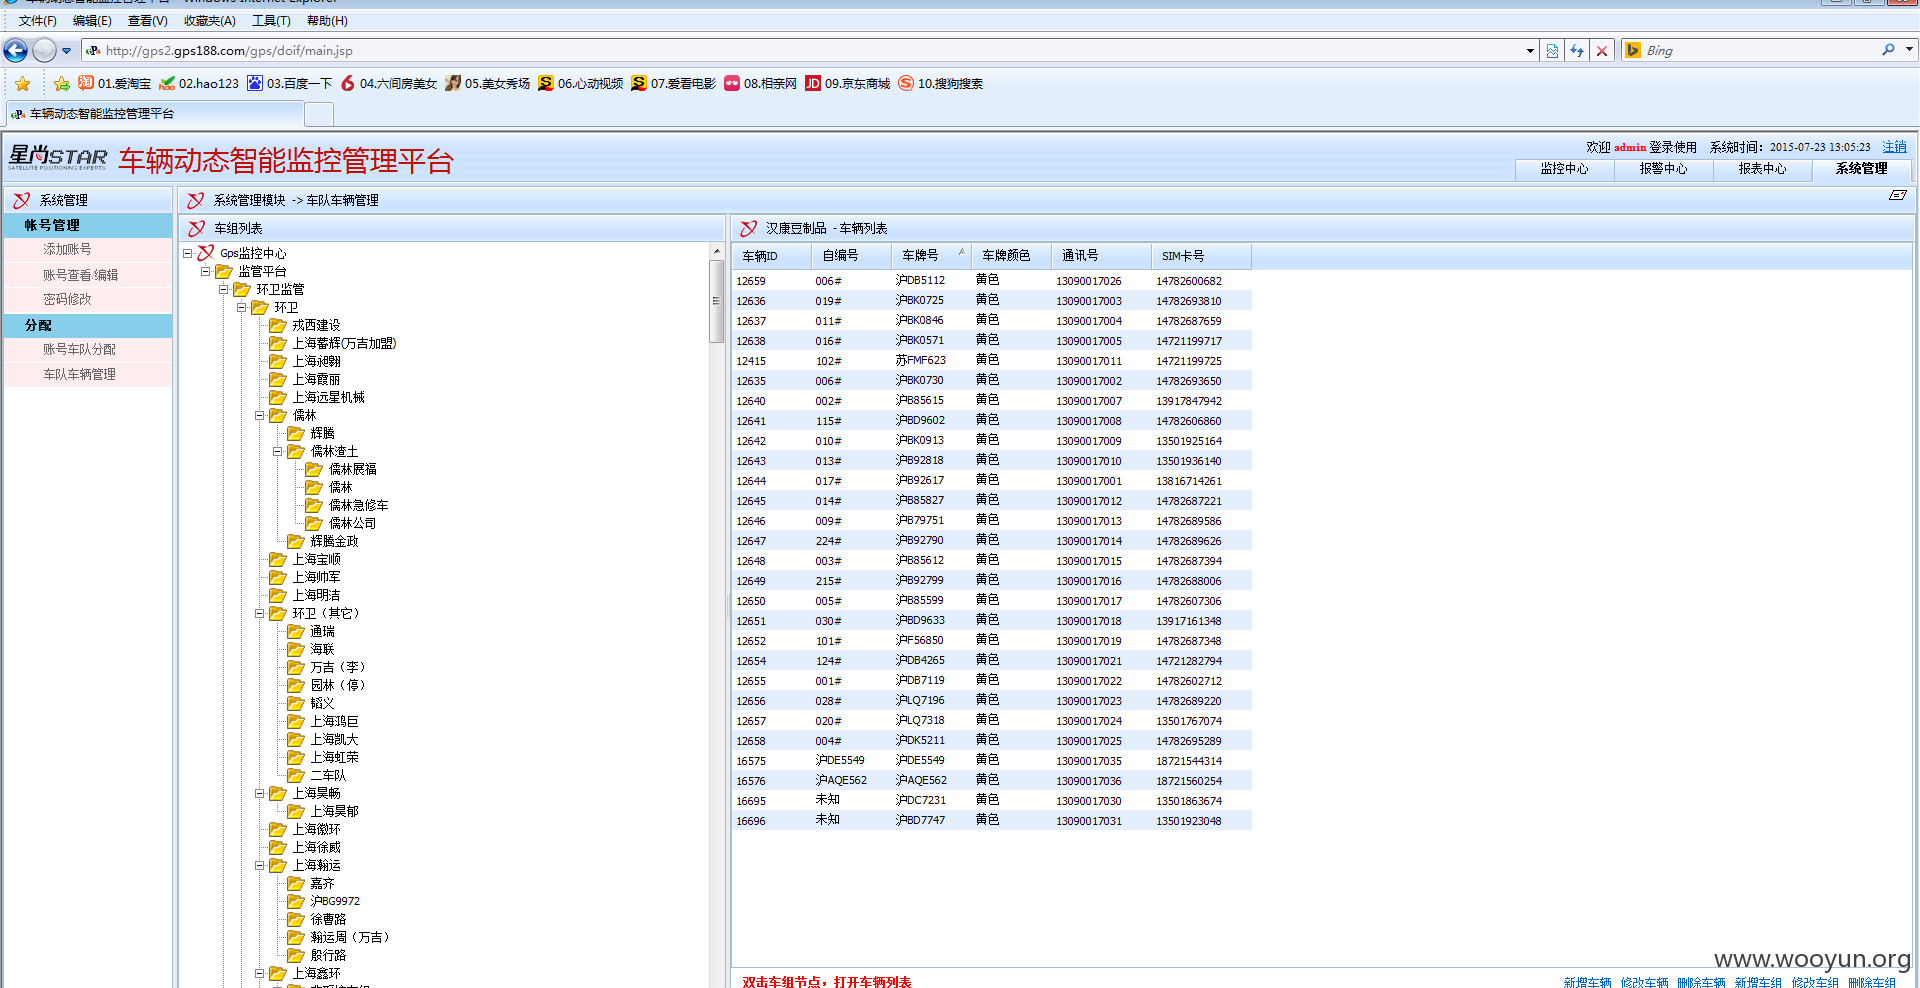 文件(F) 编辑(E) 查看(V) 收藏夹(A) 工具(T) 帮助(H)
http://gps2.gps188.com/gps/doif/main.jsp
Bing
01.爱淘宝 02.hao123 03.百度一下 04.六间房美女 05.美女秀场 06.心动视频 07.爱看电影 08.相亲网 09.京东商城 10.搜狗搜索
车辆动态智能监控管理平台
星尚STAR
SATELLITE POSITIONING EXPERTS
车辆动态智能监控管理平台
欢迎 admin 登录使用 系统时间: 2015-07-23 13:05:23 注销
监控中心 报警中心 报表中心 系统管理
系统管理
帐号管理
添加账号
账号查看/编辑
密码修改
分配
账号车队分配
车队车辆管理
系统管理模块 -> 车队车辆管理
车组列表
Gps监控中心
监管平台
环卫监管
环卫
戎西建设
上海蓄辉(万吉加盟)
上海昶翱
上海霞丽
上海远星机械
儒林
辉腾
儒林渣土
儒林展福
儒林
儒林急修车
儒林公司
辉腾金政
上海宝顺
上海帅军
上海明洁
环卫（其它）
通瑞
海联
万吉（李）
园林（停）
韬义
上海鸿巨
上海凯大
上海虹荣
二车队
上海昊畅
上海昊郁
上海徽环
上海徐威
上海瀚运
嘉齐
沪BG9972
徐曹路
瀚运周（万吉）
殷行路
上海鑫环
汉康豆制品 - 车辆列表
车辆ID 自编号 车牌号 车牌颜色 通讯号 SIM卡号
12659 006# 沪DB5112 黄色 13090017026 14782600682
12636 019# 沪BK0725 黄色 13090017003 14782693810
12637 011# 沪BK0846 黄色 13090017004 14782687659
12638 016# 沪BK0571 黄色 13090017005 14721199717
12415 102# 苏FMF623 黄色 13090017011 14721199725
12635 006# 沪BK0730 黄色 13090017002 14782693650
12640 002# 沪B85615 黄色 13090017007 13917847942
12641 115# 沪BD9602 黄色 13090017008 14782606860
12642 010# 沪BK0913 黄色 13090017009 13501925164
12643 013# 沪B92818 黄色 13090017010 13501936140
12644 017# 沪B92617 黄色 13090017001 13816714261
12645 014# 沪B85827 黄色 13090017012 14782687221
12646 009# 沪B79751 黄色 13090017013 14782689586
12647 224# 沪B92790 黄色 13090017014 14782689626
12648 003# 沪B85612 黄色 13090017015 14782687394
12649 215# 沪B92799 黄色 13090017016 14782688006
12650 005# 沪B85599 黄色 13090017017 14782607306
12651 030# 沪BD9633 黄色 13090017018 13917161348
12652 101# 沪F56850 黄色 13090017019 14782687348
12654 124# 沪DB4265 黄色 13090017021 14721282794
12655 001# 沪DB7119 黄色 13090017022 14782602712
12656 028# 沪LQ7196 黄色 13090017023 14782689220
12657 020# 沪LQ7318 黄色 13090017024 13501767074
12658 004# 沪DK5211 黄色 13090017025 14782695289
16575 沪DE5549 沪DE5549 黄色 13090017035 18721544314
16576 沪AQE562 沪AQE562 黄色 13090017036 18721560254
16695 未知 沪DC7231 黄色 13090017030 13501863674
16696 未知 沪BD7747 黄色 13090017031 13501923048
www.wooyun.org
双击车组节点，打开车辆列表
新增车辆 修改车辆 删除车辆 新增车组 修改车组 删除车组